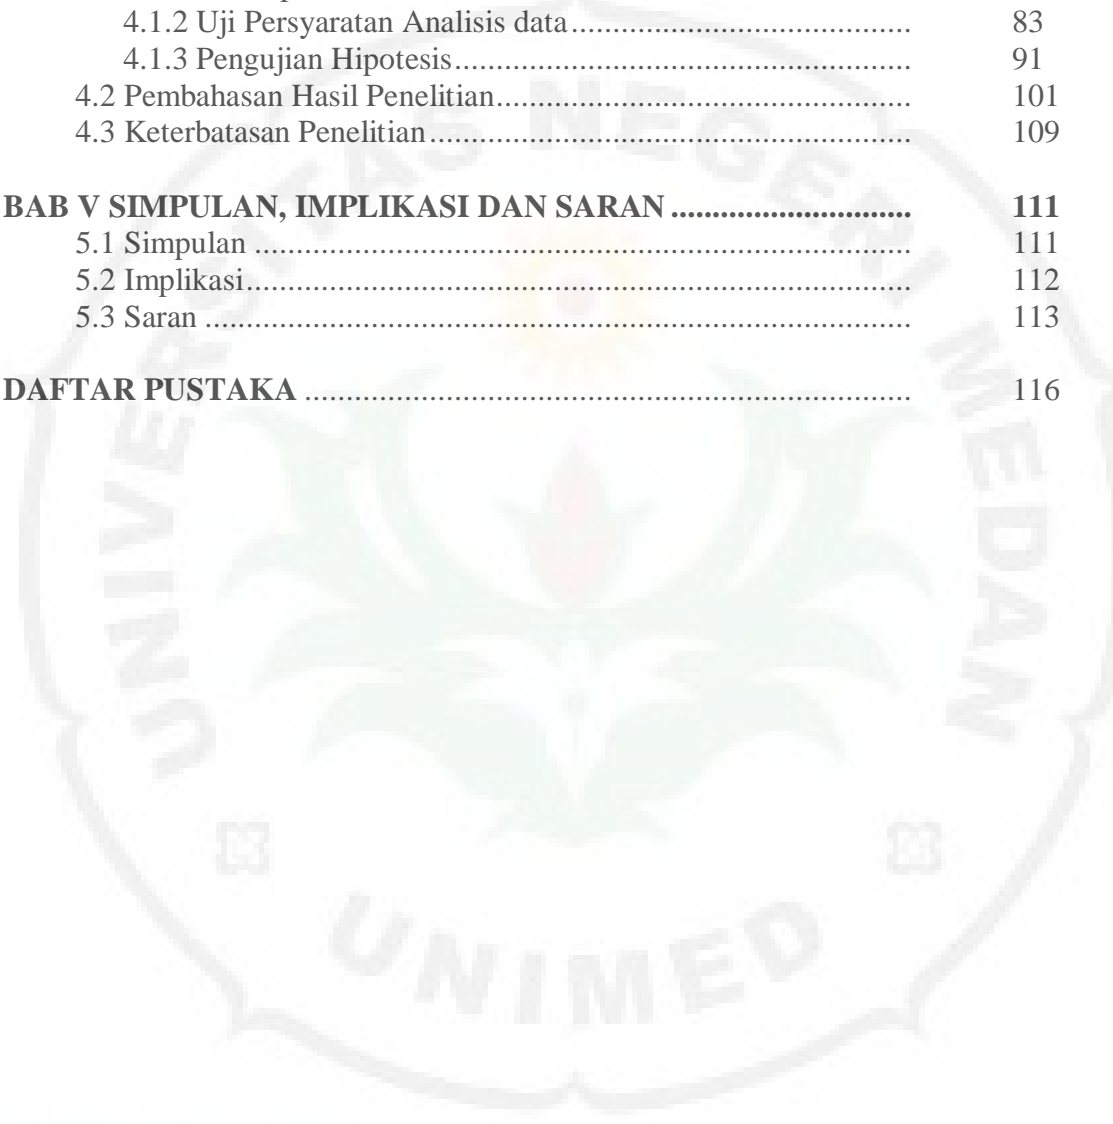 4.1.2 Uji Persyaratan Analisis data................................... 83
4.1.3 Pengujian Hipotesis............................................... 91
4.2 Pembahasan Hasil Penelitian.......................................... 101
4.3 Keterbatasan Penelitian................................................. 109
BAB V SIMPULAN, IMPLIKASI DAN SARAN ............................. 111
5.1 Simpulan ................................................................... 111
5.2 Implikasi.................................................................... 112
5.3 Saran ........................................................................ 113
DAFTAR PUSTAKA .............................................................. 116
UNIVERSITAS NEGERI MEDAN
UNIMED